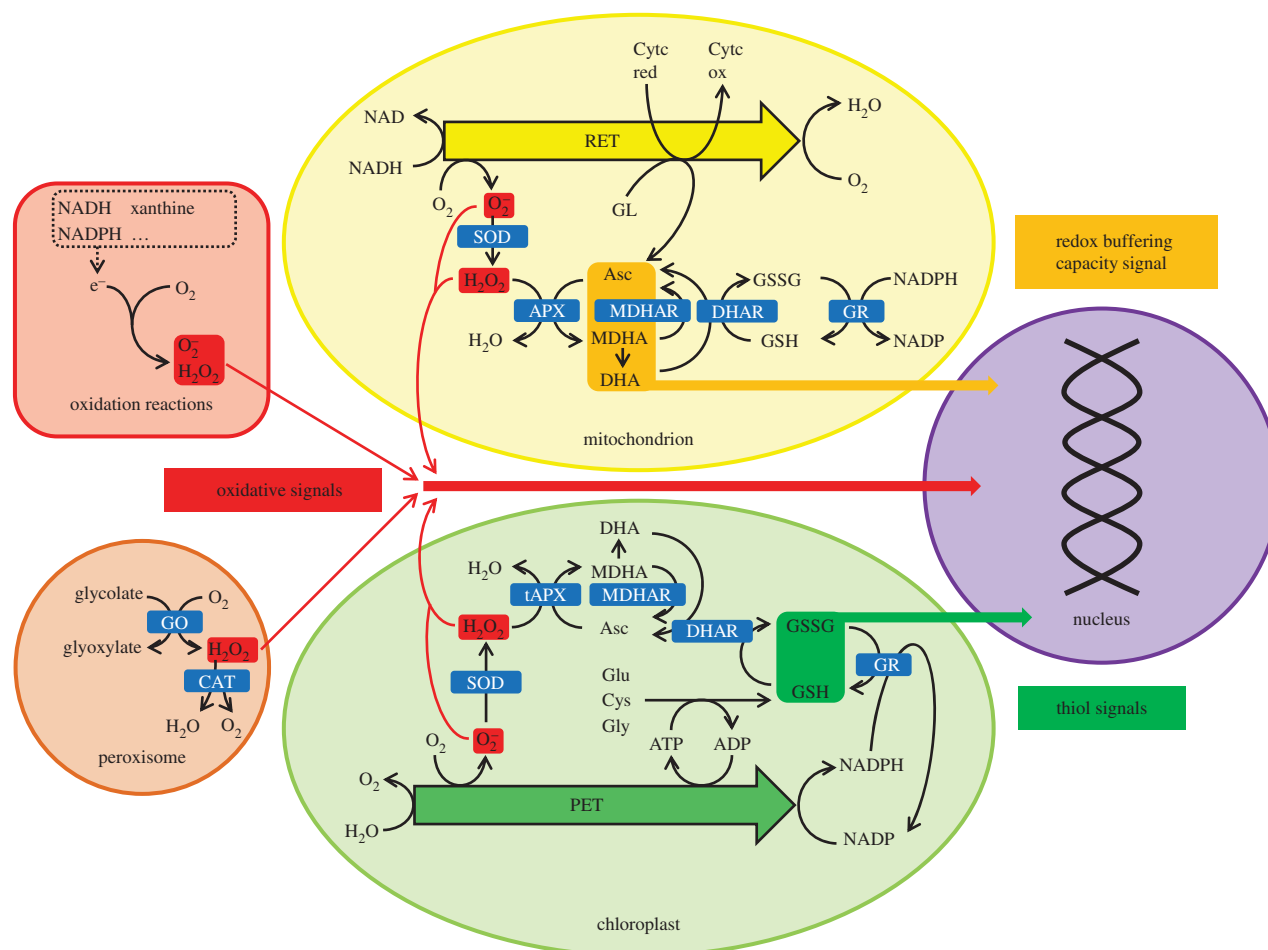 Cytc
red
Cytc
ox
NAD
NADH
RET
H₂O
O₂
O₂
O₂⁻
GL
SOD
H₂O₂
APX
H₂O
Asc
MDHAR
MDHA
DHA
DHAR
GSSG
GSH
GR
NADPH
NADP
mitochondrion
NADH xanthine
NADPH …
e⁻
O₂
O₂⁻
H₂O₂
oxidation reactions
redox buffering
capacity signal
oxidative signals
nucleus
thiol signals
glycolate
O₂
GO
glyoxylate
H₂O₂
CAT
H₂O
O₂
peroxisome
DHA
H₂O
MDHA
tAPX
MDHAR
H₂O₂
Asc
DHAR
GSSG
GSH
GR
SOD
Glu
Cys
Gly
O₂
O₂⁻
ATP
ADP
NADPH
O₂
H₂O
PET
NADP
chloroplast